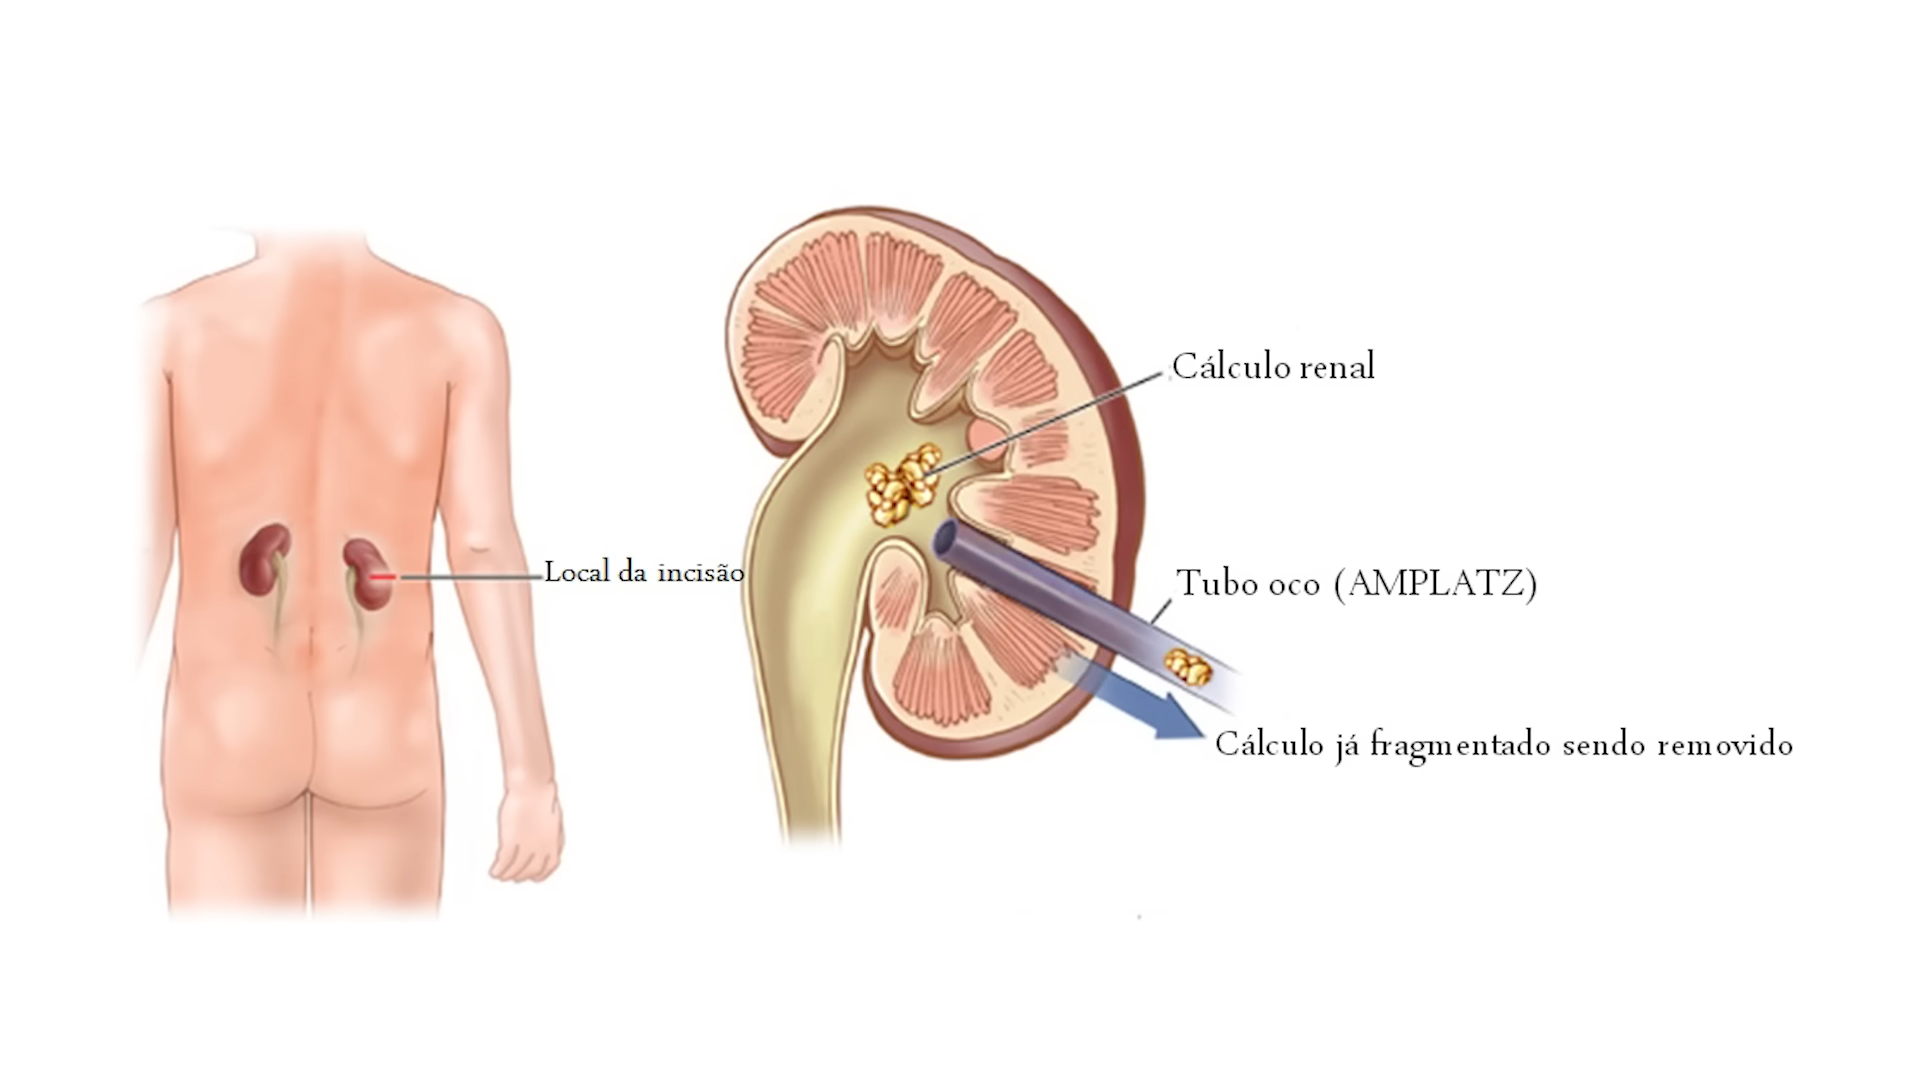 Cálculo renal
Local da incisão
Tubo oco (AMPLATZ)
Cálculo já fragmentado sendo removido